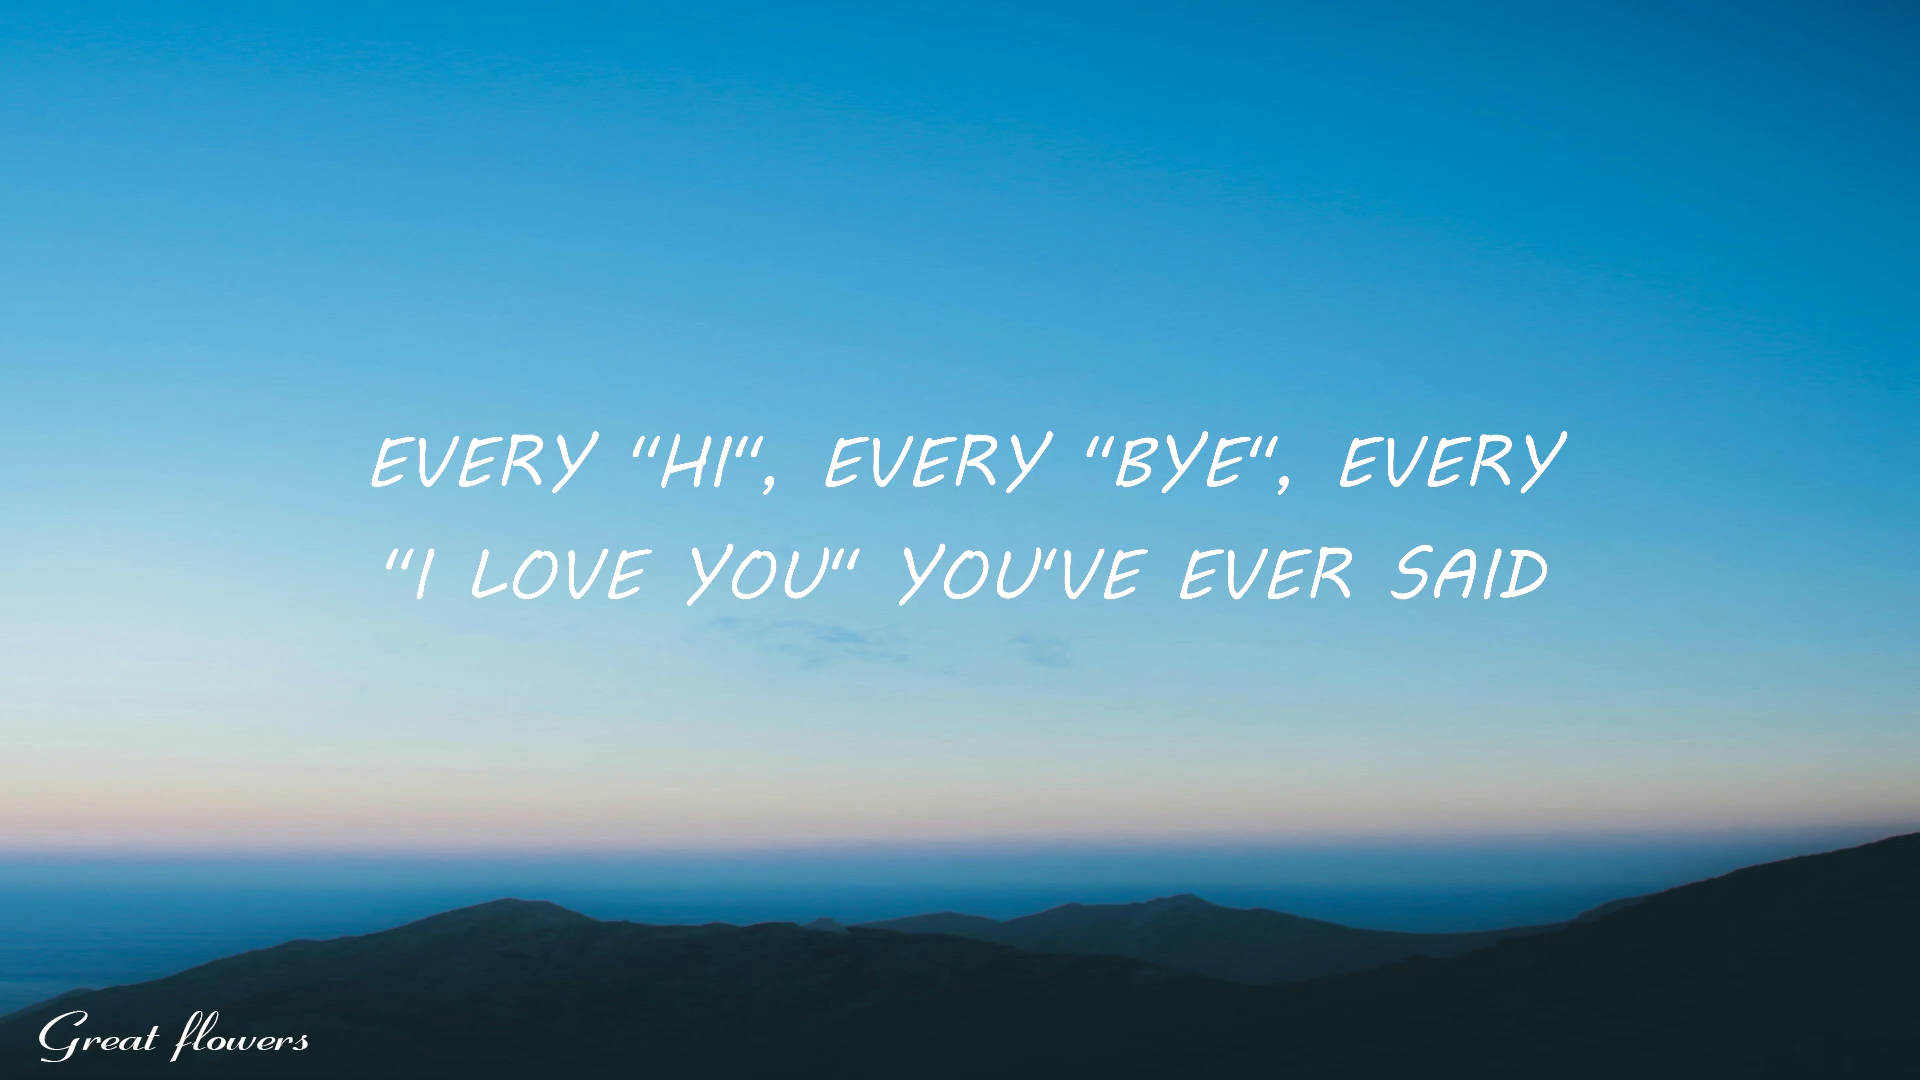 EVERY "HI", EVERY "BYE", EVERY
"I LOVE YOU" YOU'VE EVER SAID
Great flowers